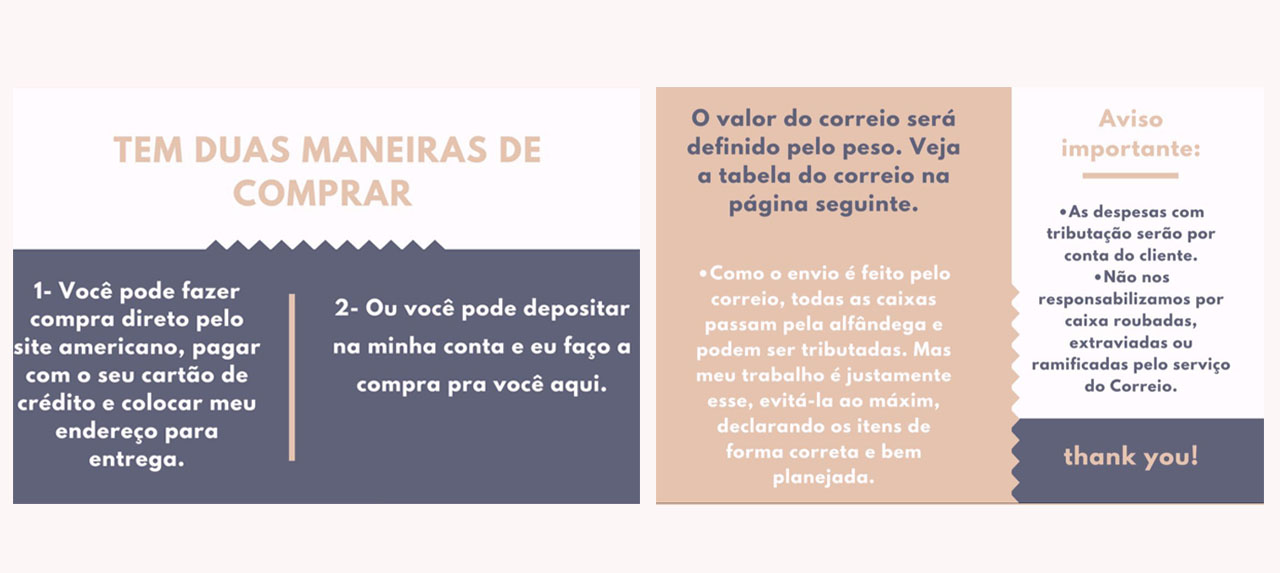 TEM DUAS MANEIRAS DE
COMPRAR
1- Você pode fazer
compra direto pelo
site americano, pagar
com o seu cartão de
crédito e colocar meu
endereço para
entrega.
2- Ou você pode depositar
na minha conta e eu faço a
compra pra você aqui.
O valor do correio será
definido pelo peso. Veja
a tabela do correio na
página seguinte.
•Como o envio é feito pelo
correio, todas as caixas
passam pela alfândega e
podem ser tributadas. Mas
meu trabalho é justamente
esse, evitá-la ao máxim,
declarando os itens de
forma correta e bem
planejada.
Aviso
importante:
•As despesas com
tributação serão por
conta do cliente.
•Não nos
responsabilizamos por
caixa roubadas,
extraviadas ou
ramificadas pelo serviço
do Correio.
thank you!